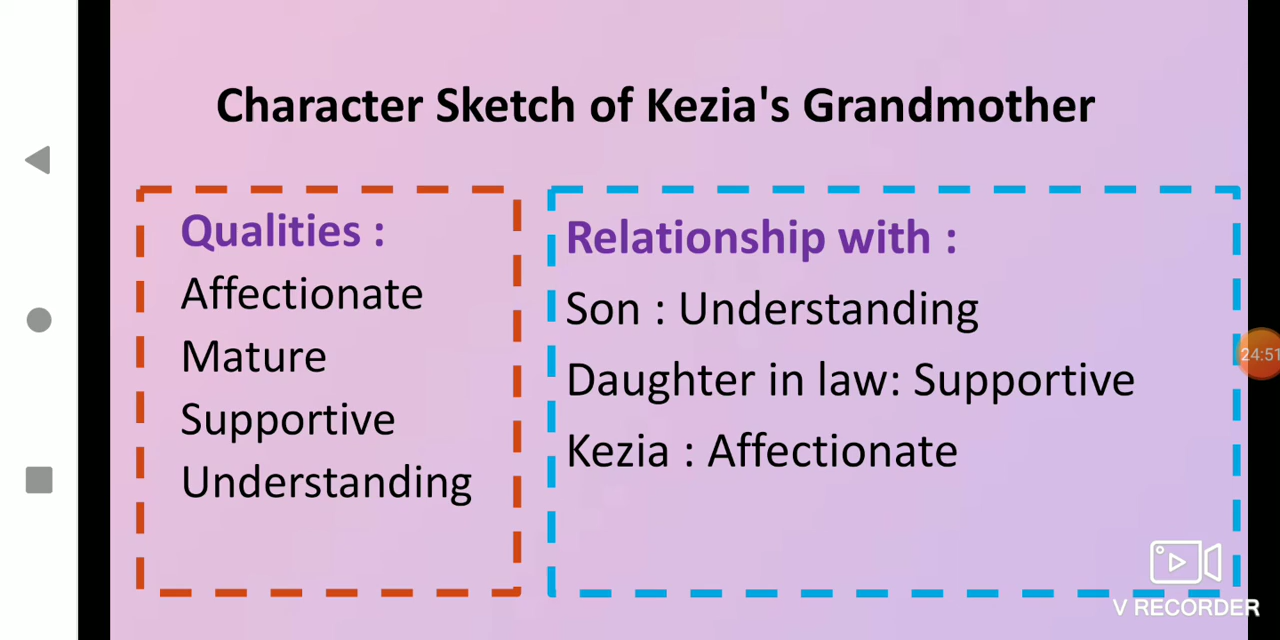 Character Sketch of Kezia's Grandmother
Qualities :
Affectionate
Mature
Supportive
Understanding
Relationship with :
Son : Understanding
Daughter in law: Supportive
Kezia : Affectionate
24:51
V RECORDER